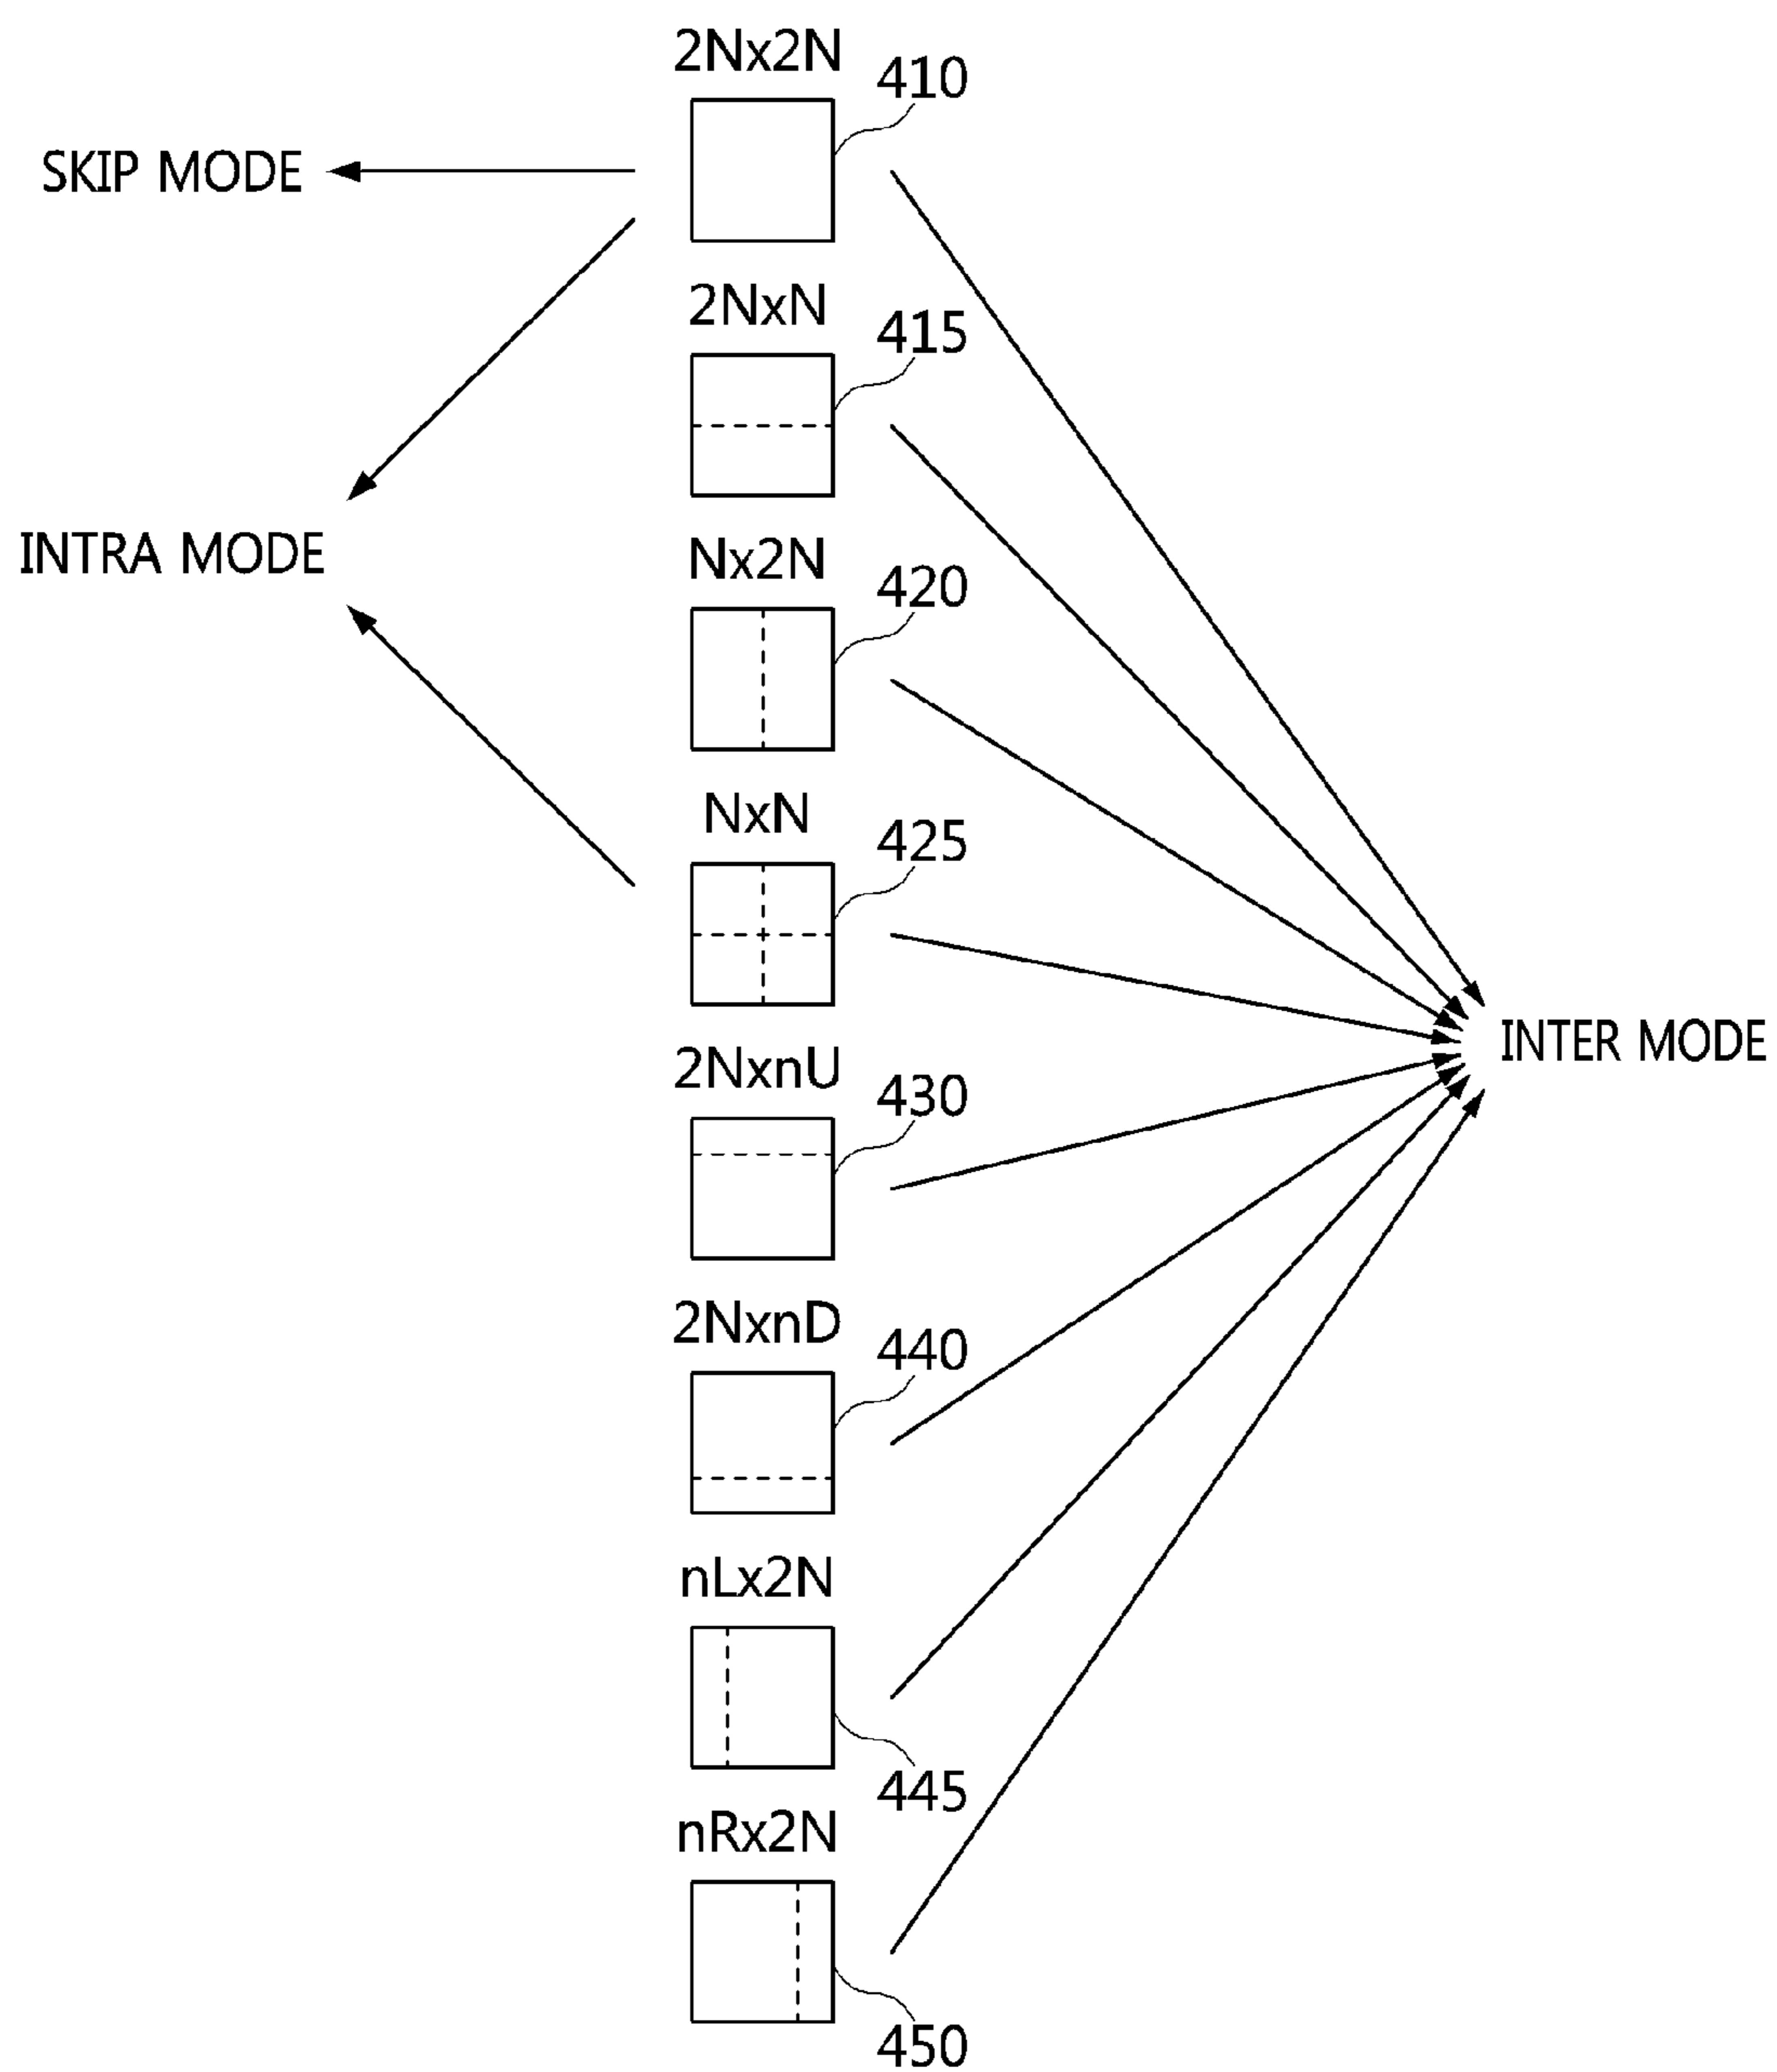 2Nx2N
410
SKIP MODE
2NxN
415
INTRA MODE
Nx2N
420
NxN
425
INTER MODE
2NxnU
430
2NxnD
440
nLx2N
445
nRx2N
450